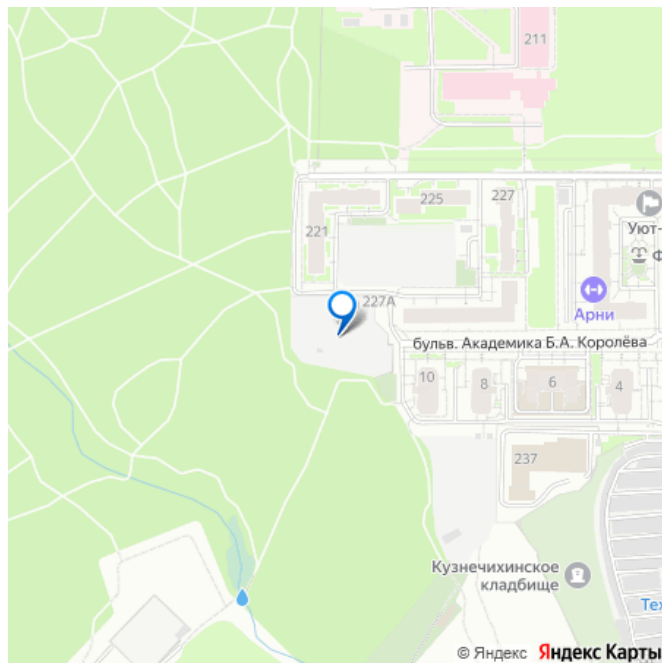 211
225
227
221
Уют-
Ф
227А
Арни
бульв. Академика Б.А. Королёва
10
8
6
4
237
Кузнечихинское
кладбище
Тех
© Яндекс Яндекс Карты